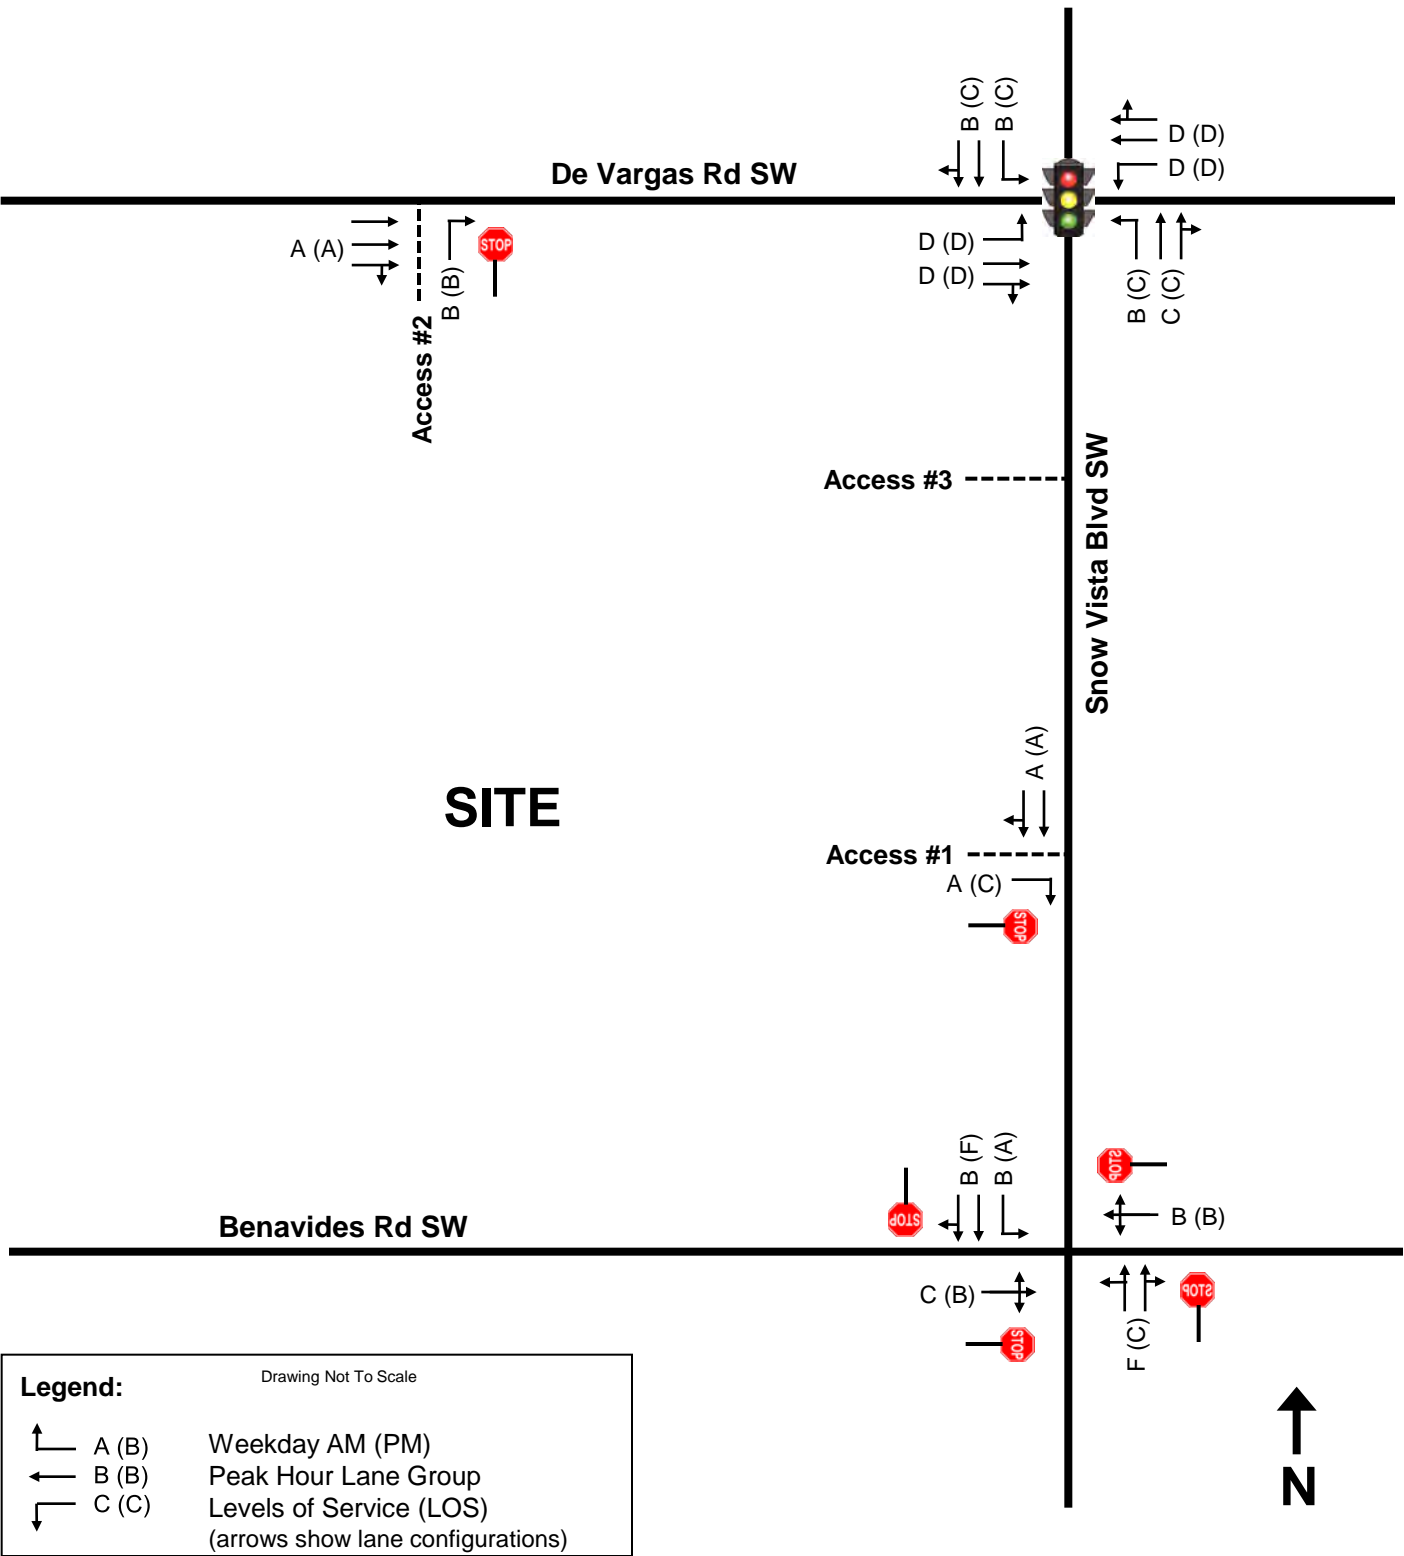 B (C)
B (C)
D (D)
D (D)
De Vargas Rd SW
A (A)
STOP
B (B)
D (D)
D (D)
B (C)
C (C)
Access #2
Access #3
Snow Vista Blvd SW
A (A)
SITE
Access #1
A (C)
STOP
B (F)
B (A)
STOP
STOP
Benavides Rd SW
B (B)
C (B)
STOP
STOP
F (C)
Legend:
Drawing Not To Scale
A (B)
B (B)
C (C)
Weekday AM (PM)
Peak Hour Lane Group
Levels of Service (LOS)
(arrows show lane configurations)
N